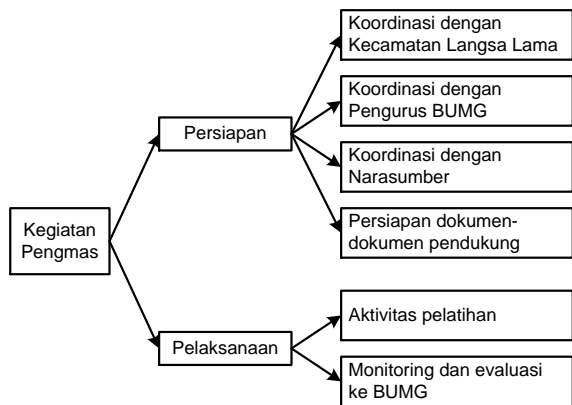 Kegiatan
Pengmas
Persiapan
Koordinasi dengan
Kecamatan Langsa Lama
Koordinasi dengan
Pengurus BUMG
Koordinasi dengan
Narasumber
Persiapan dokumen-
dokumen pendukung
Pelaksanaan
Aktivitas pelatihan
Monitoring dan evaluasi
ke BUMG